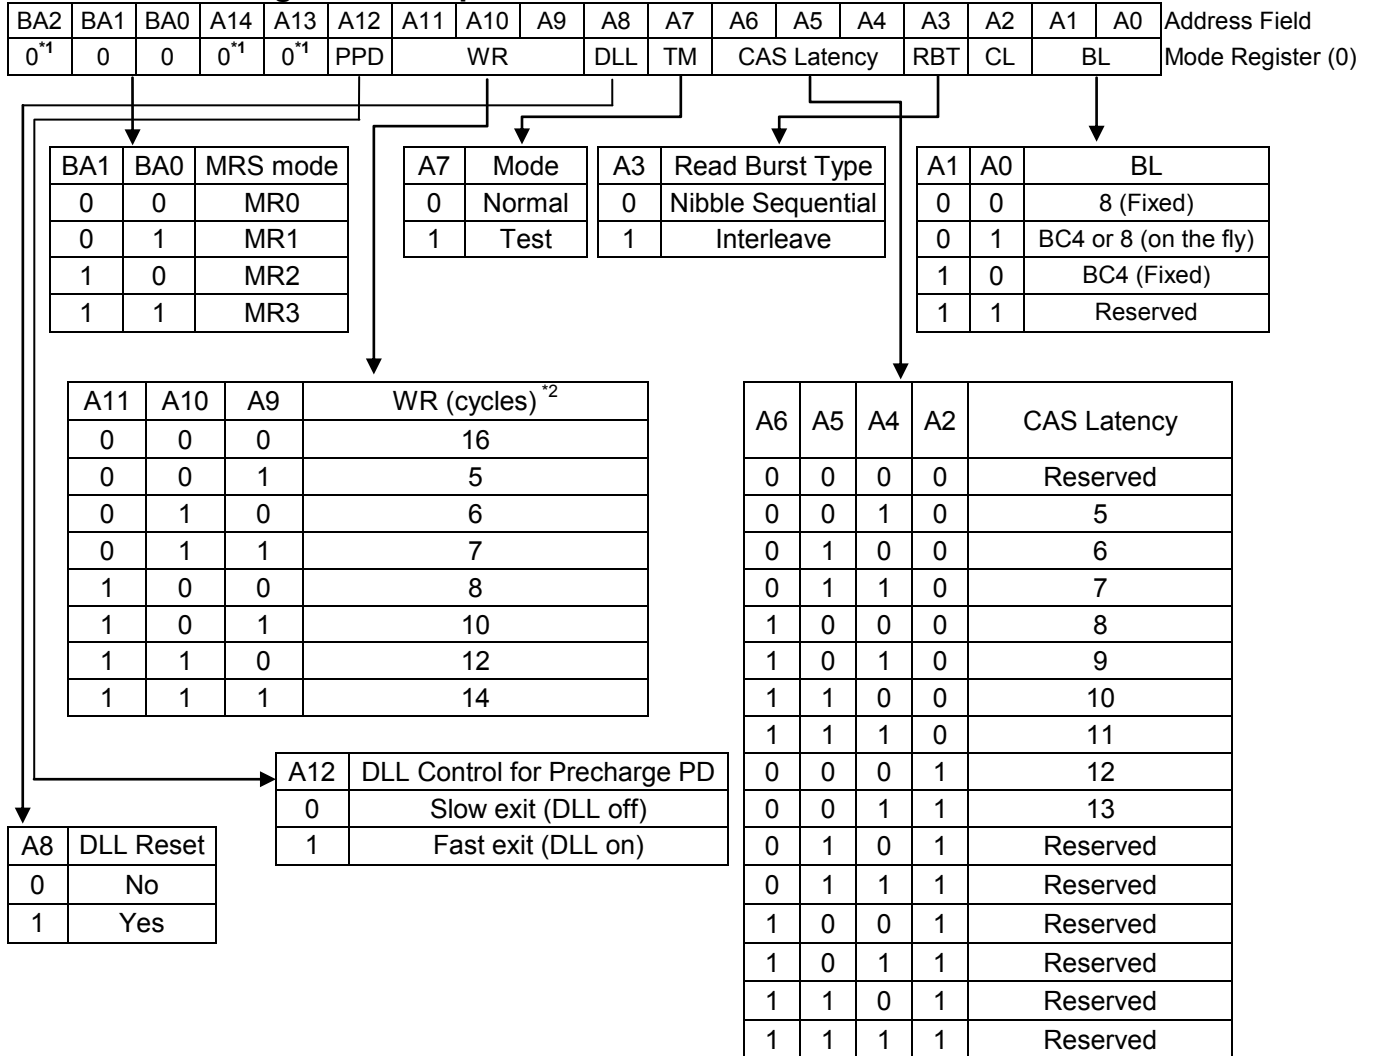 BA2 BA1 BA0 A14 A13 A12 A11 A10 A9 A8 A7 A6 A5 A4 A3 A2 A1 A0 Address Field
0*1 0 0 0*1 0*1 PPD WR DLL TM CAS Latency RBT CL BL Mode Register (0)
BA1 BA0 MRS mode
0 0 MR0
0 1 MR1
1 0 MR2
1 1 MR3
A7 Mode
0 Normal
1 Test
A3 Read Burst Type
0 Nibble Sequential
1 Interleave
A1 A0 BL
0 0 8 (Fixed)
0 1 BC4 or 8 (on the fly)
1 0 BC4 (Fixed)
1 1 Reserved
A11 A10 A9 WR (cycles) *2
0 0 0 16
0 0 1 5
0 1 0 6
0 1 1 7
1 0 0 8
1 0 1 10
1 1 0 12
1 1 1 14
A6 A5 A4 A2 CAS Latency
0 0 0 0 Reserved
0 0 1 0 5
0 1 0 0 6
0 1 1 0 7
1 0 0 0 8
1 0 1 0 9
1 1 0 0 10
1 1 1 0 11
0 0 0 1 12
0 0 1 1 13
0 1 0 1 Reserved
0 1 1 1 Reserved
1 0 0 1 Reserved
1 0 1 1 Reserved
1 1 0 1 Reserved
1 1 1 1 Reserved
A12 DLL Control for Precharge PD
0 Slow exit (DLL off)
1 Fast exit (DLL on)
A8 DLL Reset
0 No
1 Yes